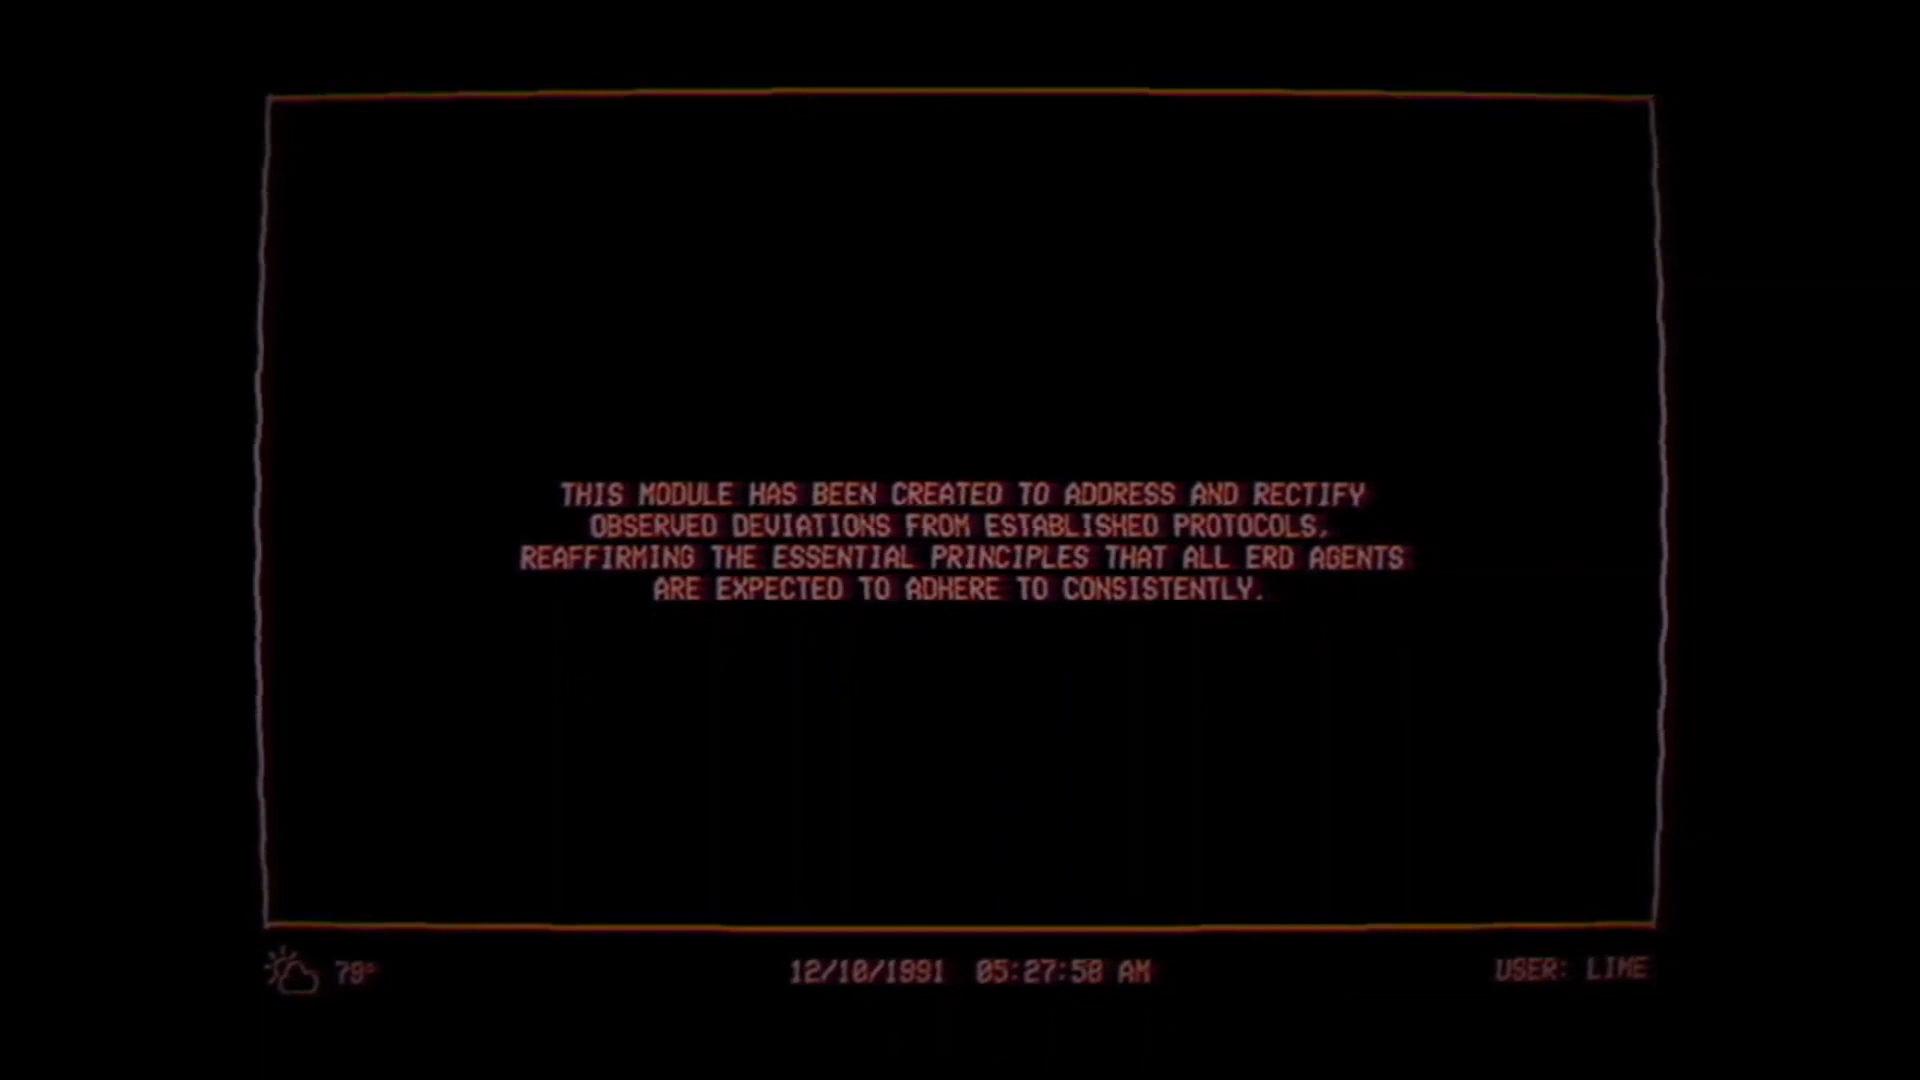 THIS MODULE HAS BEEN CREATED TO ADDRESS AND RECTIFY
OBSERVED DEVIATIONS FROM ESTABLISHED PROTOCOLS,
REAFFIRMING THE ESSENTIAL PRINCIPLES THAT ALL ERD AGENTS
ARE EXPECTED TO ADHERE TO CONSISTENTLY.
79°
12/10/1991 05:27:58 AM
USER: LIME